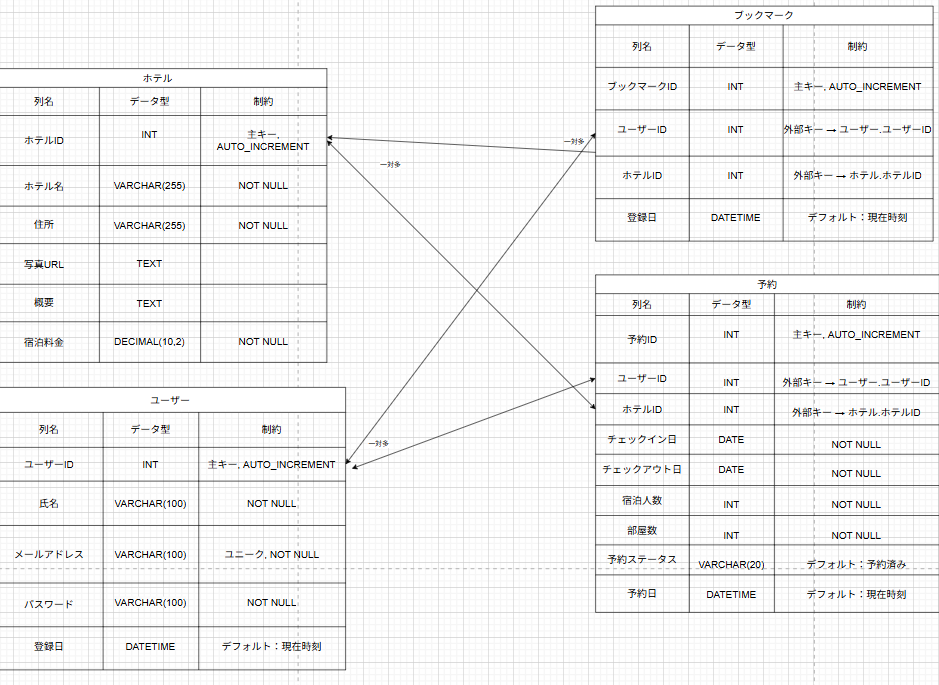 ブックマーク
列名 データ型 制約
ブックマークID INT 主キー, AUTO_INCREMENT
ユーザーID INT 外部キー → ユーザー.ユーザーID
ホテルID INT 外部キー → ホテル.ホテルID
登録日 DATETIME デフォルト：現在時刻
ホテル
列名 データ型 制約
ホテルID INT 主キー,
AUTO_INCREMENT
ホテル名 VARCHAR(255) NOT NULL
住所 VARCHAR(255) NOT NULL
写真URL TEXT
概要 TEXT
宿泊料金 DECIMAL(10,2) NOT NULL
一対多
一対多
予約
列名 データ型 制約
予約ID INT 主キー, AUTO_INCREMENT
ユーザーID INT 外部キー → ユーザー.ユーザーID
ホテルID INT 外部キー → ホテル.ホテルID
チェックイン日 DATE NOT NULL
チェックアウト日 DATE NOT NULL
宿泊人数 INT NOT NULL
部屋数 INT NOT NULL
予約ステータス VARCHAR(20) デフォルト：予約済み
予約日 DATETIME デフォルト：現在時刻
ユーザー
列名 データ型 制約
ユーザーID INT 主キー, AUTO_INCREMENT
氏名 VARCHAR(100) NOT NULL
メールアドレス VARCHAR(100) ユニーク, NOT NULL
パスワード VARCHAR(100) NOT NULL
登録日 DATETIME デフォルト：現在時刻
一対多